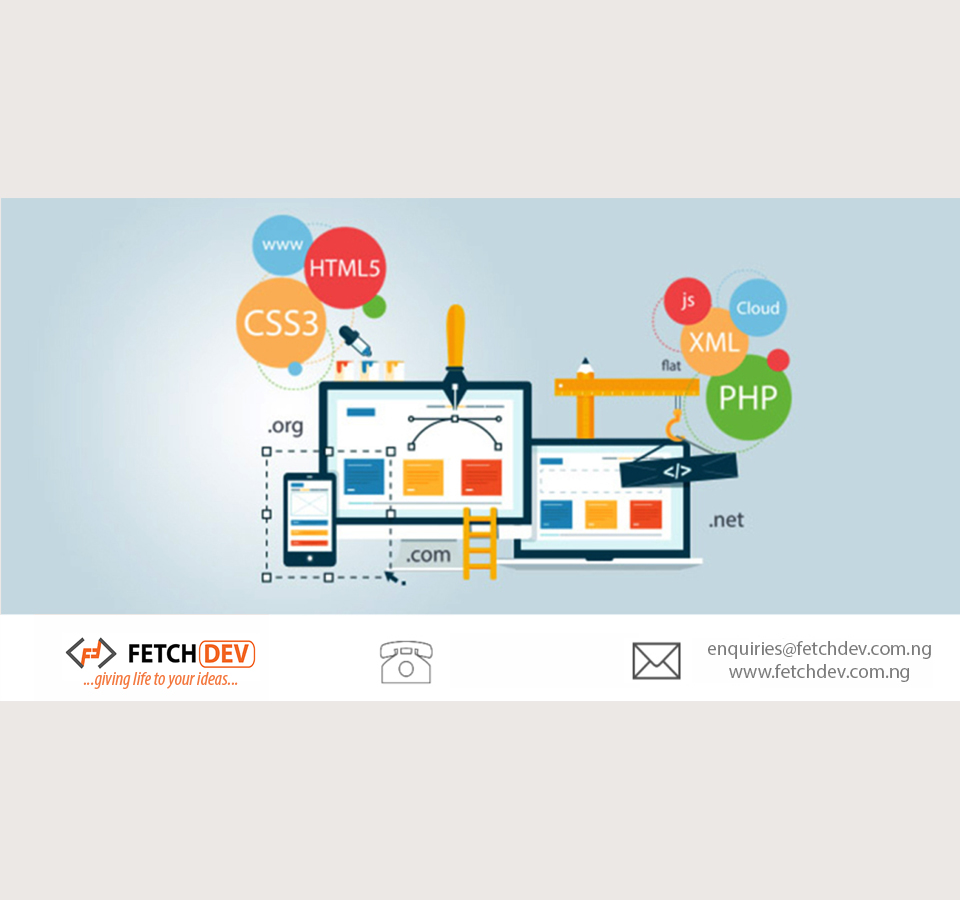 www
HTML5
CSS3
js
Cloud
XML
flat
PHP
.org
</>
.net
.com
FETCH DEV
...giving life to your ideas...
enquiries@fetchdev.com.ng
www.fetchdev.com.ng